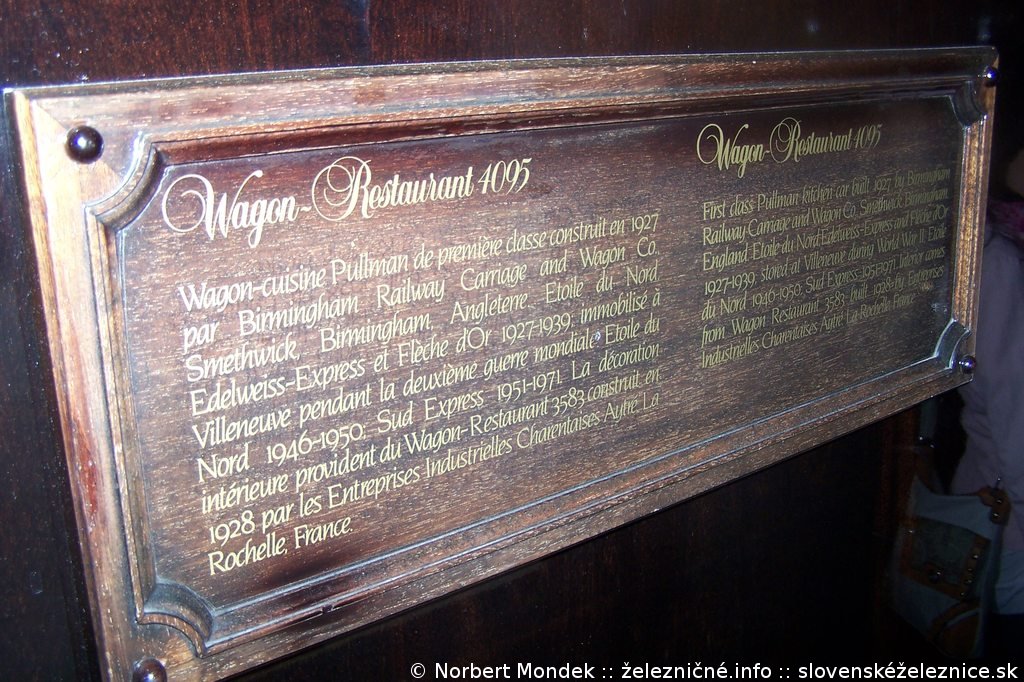 Wagon-Restaurant 4095
Wagon-cuisine Pullman de première classe construit en 1927
par Birmingham Railway Carriage and Wagon Co.
Smethwick, Birmingham, Angleterre Etoile du Nord,
Edelweiss-Express et Flèche d'Or 1927-1939; immobilisé à
Villeneuve pendant la deuxième guerre mondiale; Etoile du
Nord 1946-1950; Sud Express 1951-1971. La décoration
intérieure provident du Wagon-Restaurant 3583 construit en
1928 par les Entreprises Industrielles Charentaises Aytré. La
Rochelle, France.
Wagon-Restaurant 4095
First class Pullman kitchen car built 1927 by Birmingham
Railway Carriage and Wagon Co. Smethwick, Birmingham
England. Etoile du Nord Edelweiss-Express and Flèche d'Or
1927-1939; stored at Villeneuve during World War II; Etoile
du Nord 1946-1950; Sud Express 1951-1971. Interior comes
from Wagon Restaurant 3583 built 1928 by Entreprises
Industrielles Charentaises Aytré. La Rochelle, France.
© Norbert Mondek :: železničné.info :: slovenskéželeznice.sk